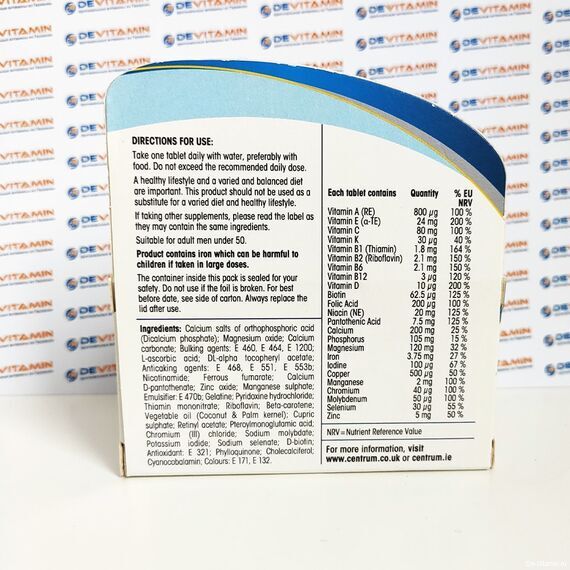 DIRECTIONS FOR USE:
Take one tablet daily with water, preferably with
food. Do not exceed the recommended daily dose.
A healthy lifestyle and a varied and balanced diet
are important. This product should not be used as a
substitute for a varied diet and healthy lifestyle.
If taking other supplements, please read the label as
they may contain the same ingredients.
Suitable for adult men under 50.
Product contains iron which can be harmful to
children if taken in large doses.
The container inside this pack is sealed for your
safety. Do not use if the foil is broken. For best
before date, see side of carton. Always replace the
lid after use.
Ingredients: Calcium salts of orthophosphoric acid
(Dicalcium phosphate); Magnesium oxide; Calcium
carbonate; Bulking agents: E 460, E 464, E 1200;
L-ascorbic acid; DL-alpha tocopheryl acetate;
Anticaking agents: E 468, E 551, E 553b;
Nicotinamide; Ferrous fumarate; Calcium
D-pantothenate; Zinc oxide; Manganese sulphate;
Emulsifier: E 470b; Gelatine; Pyridoxine hydrochloride;
Thiamin mononitrate; Riboflavin; Beta-carotene;
Vegetable oil (Coconut & Palm kernel); Cupric
sulphate; Retinyl acetate; Pteroylmonoglutamic acid;
Chromium (III) chloride; Sodium molybdate;
Potassium iodide; Sodium selenate; D-biotin;
Antioxidant: E 321; Phylloquinone; Cholecalciferol;
Cyanocobalamin; Colours: E 171, E 132.
Each tablet contains Quantity % EU
NRV
Vitamin A (RE) 800 µg 100 %
Vitamin E (α-TE) 24 mg 200 %
Vitamin C 80 mg 100 %
Vitamin K 30 µg 40 %
Vitamin B1 (Thiamin) 1.8 mg 164 %
Vitamin B2 (Riboflavin) 2.1 mg 150 %
Vitamin B6 2.1 mg 150 %
Vitamin B12 3 µg 120 %
Vitamin D 10 µg 200 %
Biotin 62.5 µg 125 %
Folic Acid 200 µg 100 %
Niacin (NE) 20 mg 125 %
Pantothenic Acid 7.5 mg 125 %
Calcium 200 mg 25 %
Phosphorus 105 mg 15 %
Magnesium 120 mg 32 %
Iron 3.75 mg 27 %
Iodine 100 µg 67 %
Copper 500 µg 50 %
Manganese 2 mg 100 %
Chromium 40 µg 100 %
Molybdenum 50 µg 100 %
Selenium 30 µg 55 %
Zinc 5 mg 50 %
NRV=Nutrient Reference Value
For more information, visit
www.centrum.co.uk or centrum.ie
DEVITAMIN